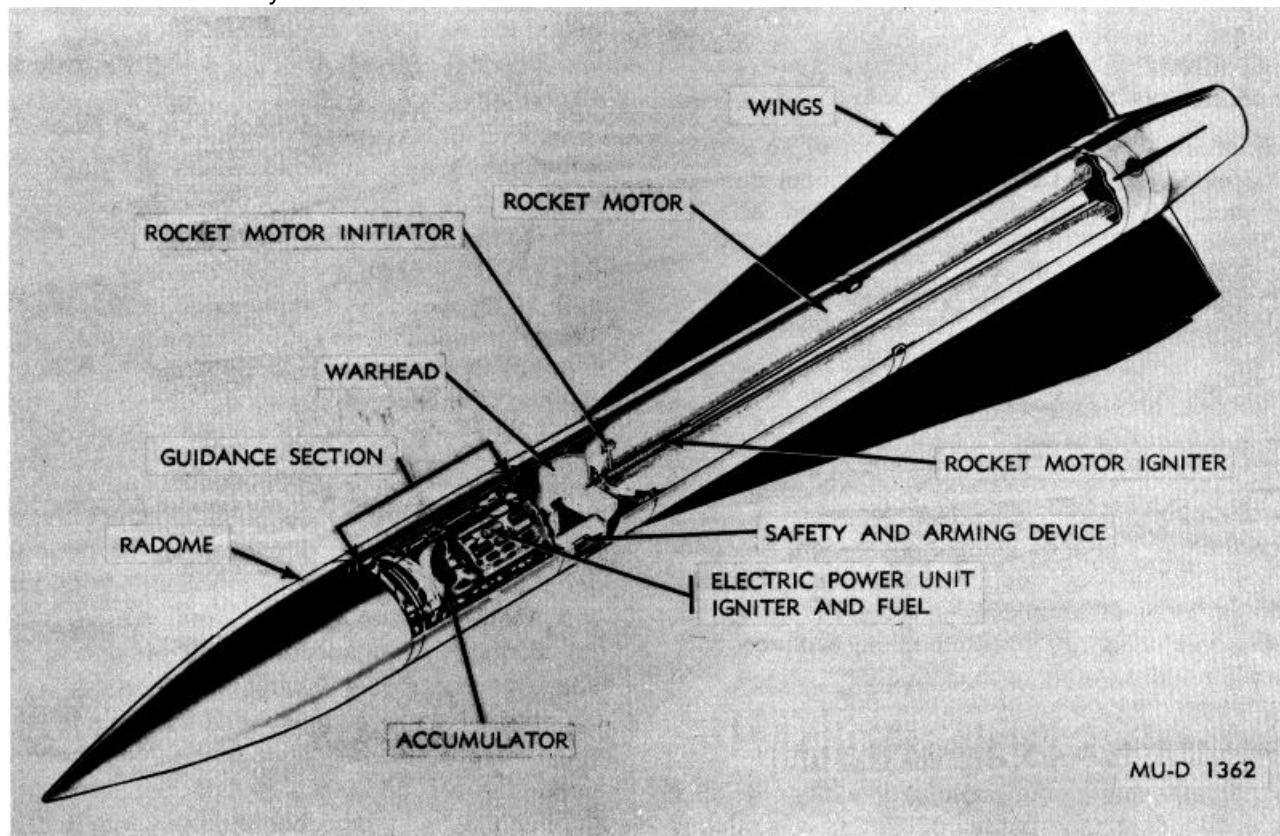 WINGS
ROCKET MOTOR
ROCKET MOTOR INITIATOR
WARHEAD
GUIDANCE SECTION
ROCKET MOTOR IGNITER
RADOME
SAFETY AND ARMING DEVICE
ELECTRIC POWER UNIT
IGNITER AND FUEL
ACCUMULATOR
MU-D 1362